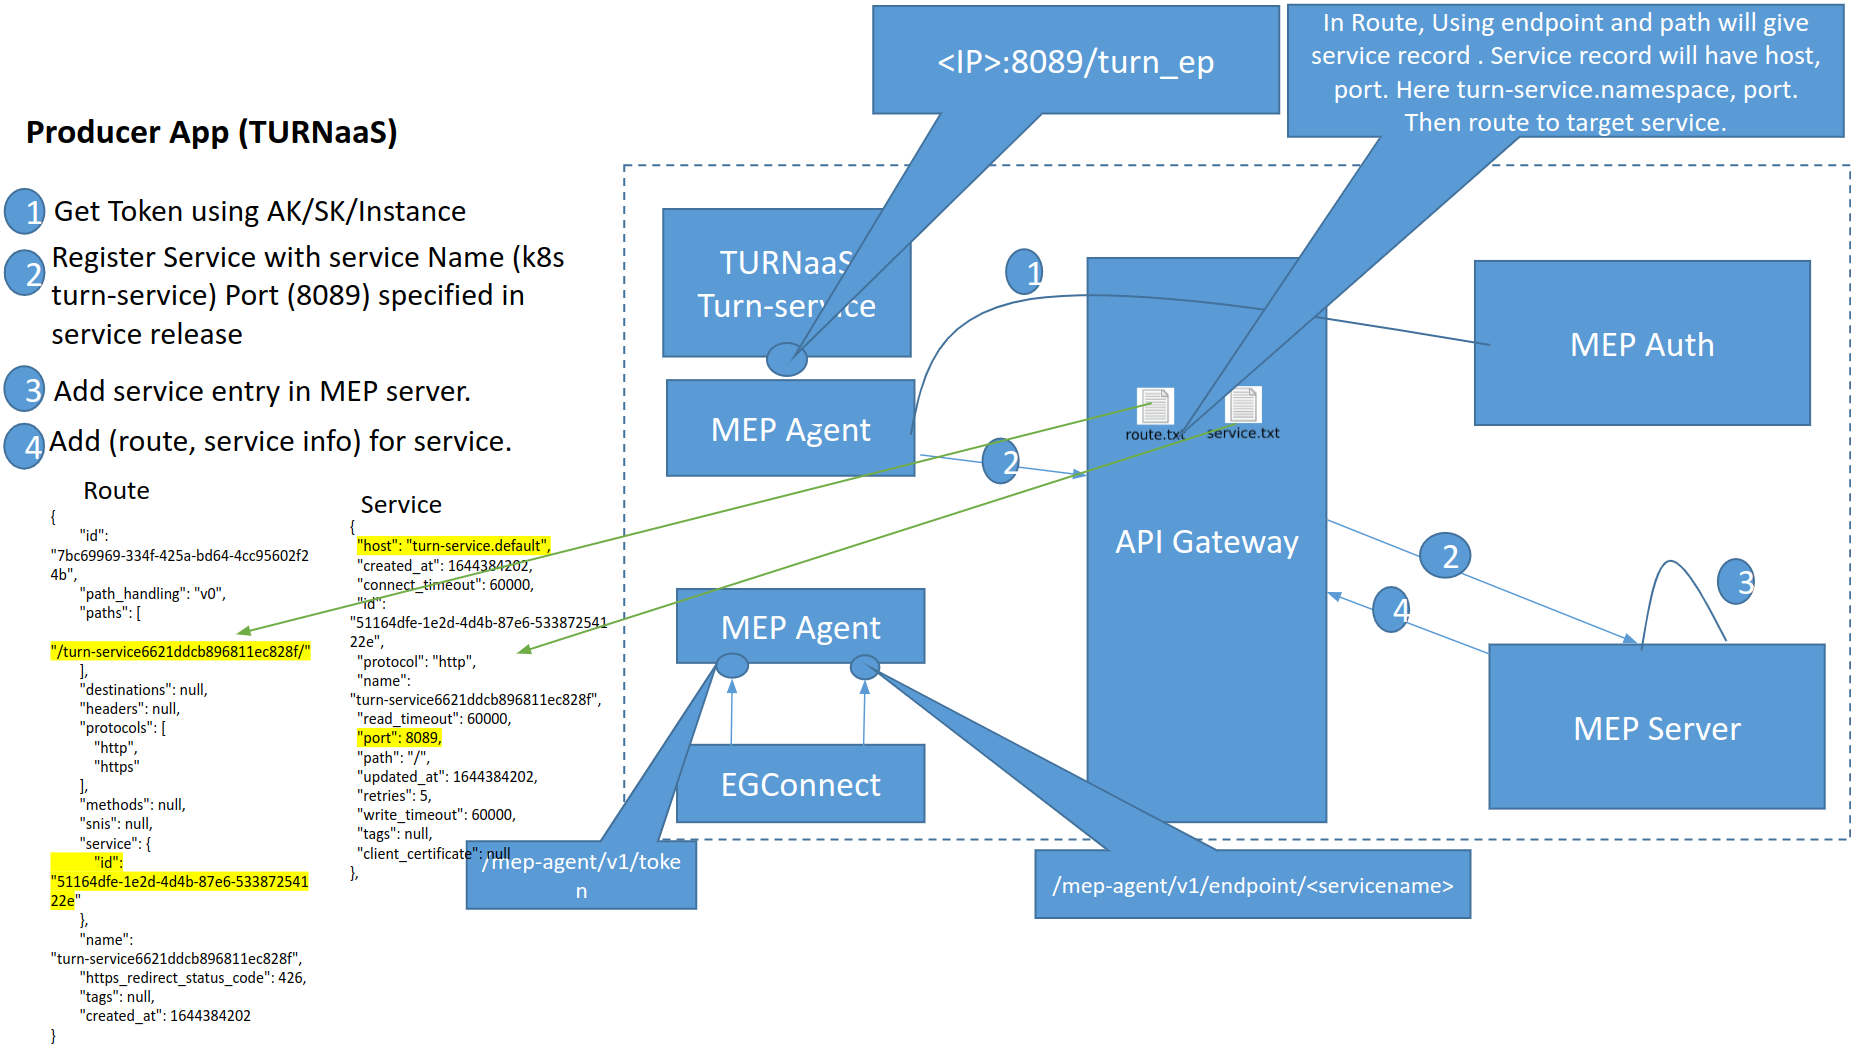 <IP>:8089/turn_ep
In Route, Using endpoint and path will give
service record . Service record will have host,
port. Here turn-service.namespace, port.
Then route to target service.
Producer App (TURNaaS)
1 Get Token using AK/SK/Instance
2 Register Service with service Name (k8s
turn-service) Port (8089) specified in
service release
3 Add service entry in MEP server.
4 Add (route, service info) for service.
Route
{
"id":
"7bc69969-334f-425a-bd64-4cc95602f2
4b",
"path_handling": "v0",
"paths": [
"/turn-service6621ddcb896811ec828f/"
],
"destinations": null,
"headers": null,
"protocols": [
"http",
"https"
],
"methods": null,
"snis": null,
"service": {
"id":
"51164dfe-1e2d-4d4b-87e6-533872541
22e"
},
"name":
"turn-service6621ddcb896811ec828f",
"https_redirect_status_code": 426,
"tags": null,
"created_at": 1644384202
}
Service
{
"host": "turn-service.default",
"created_at": 1644384202,
"connect_timeout": 60000,
"id":
"51164dfe-1e2d-4d4b-87e6-533872541
22e",
"protocol": "http",
"name":
"turn-service6621ddcb896811ec828f",
"read_timeout": 60000,
"port": 8089,
"path": "/",
"updated_at": 1644384202,
"retries": 5,
"write_timeout": 60000,
"tags": null,
"client_certificate": null
},
TURNaaS
Turn-service
MEP Agent
1
2
route.txt
service.txt
API Gateway
MEP Auth
2
4
3
MEP Server
MEP Agent
EGConnect
/mep-agent/v1/toke
n
/mep-agent/v1/endpoint/<servicename>